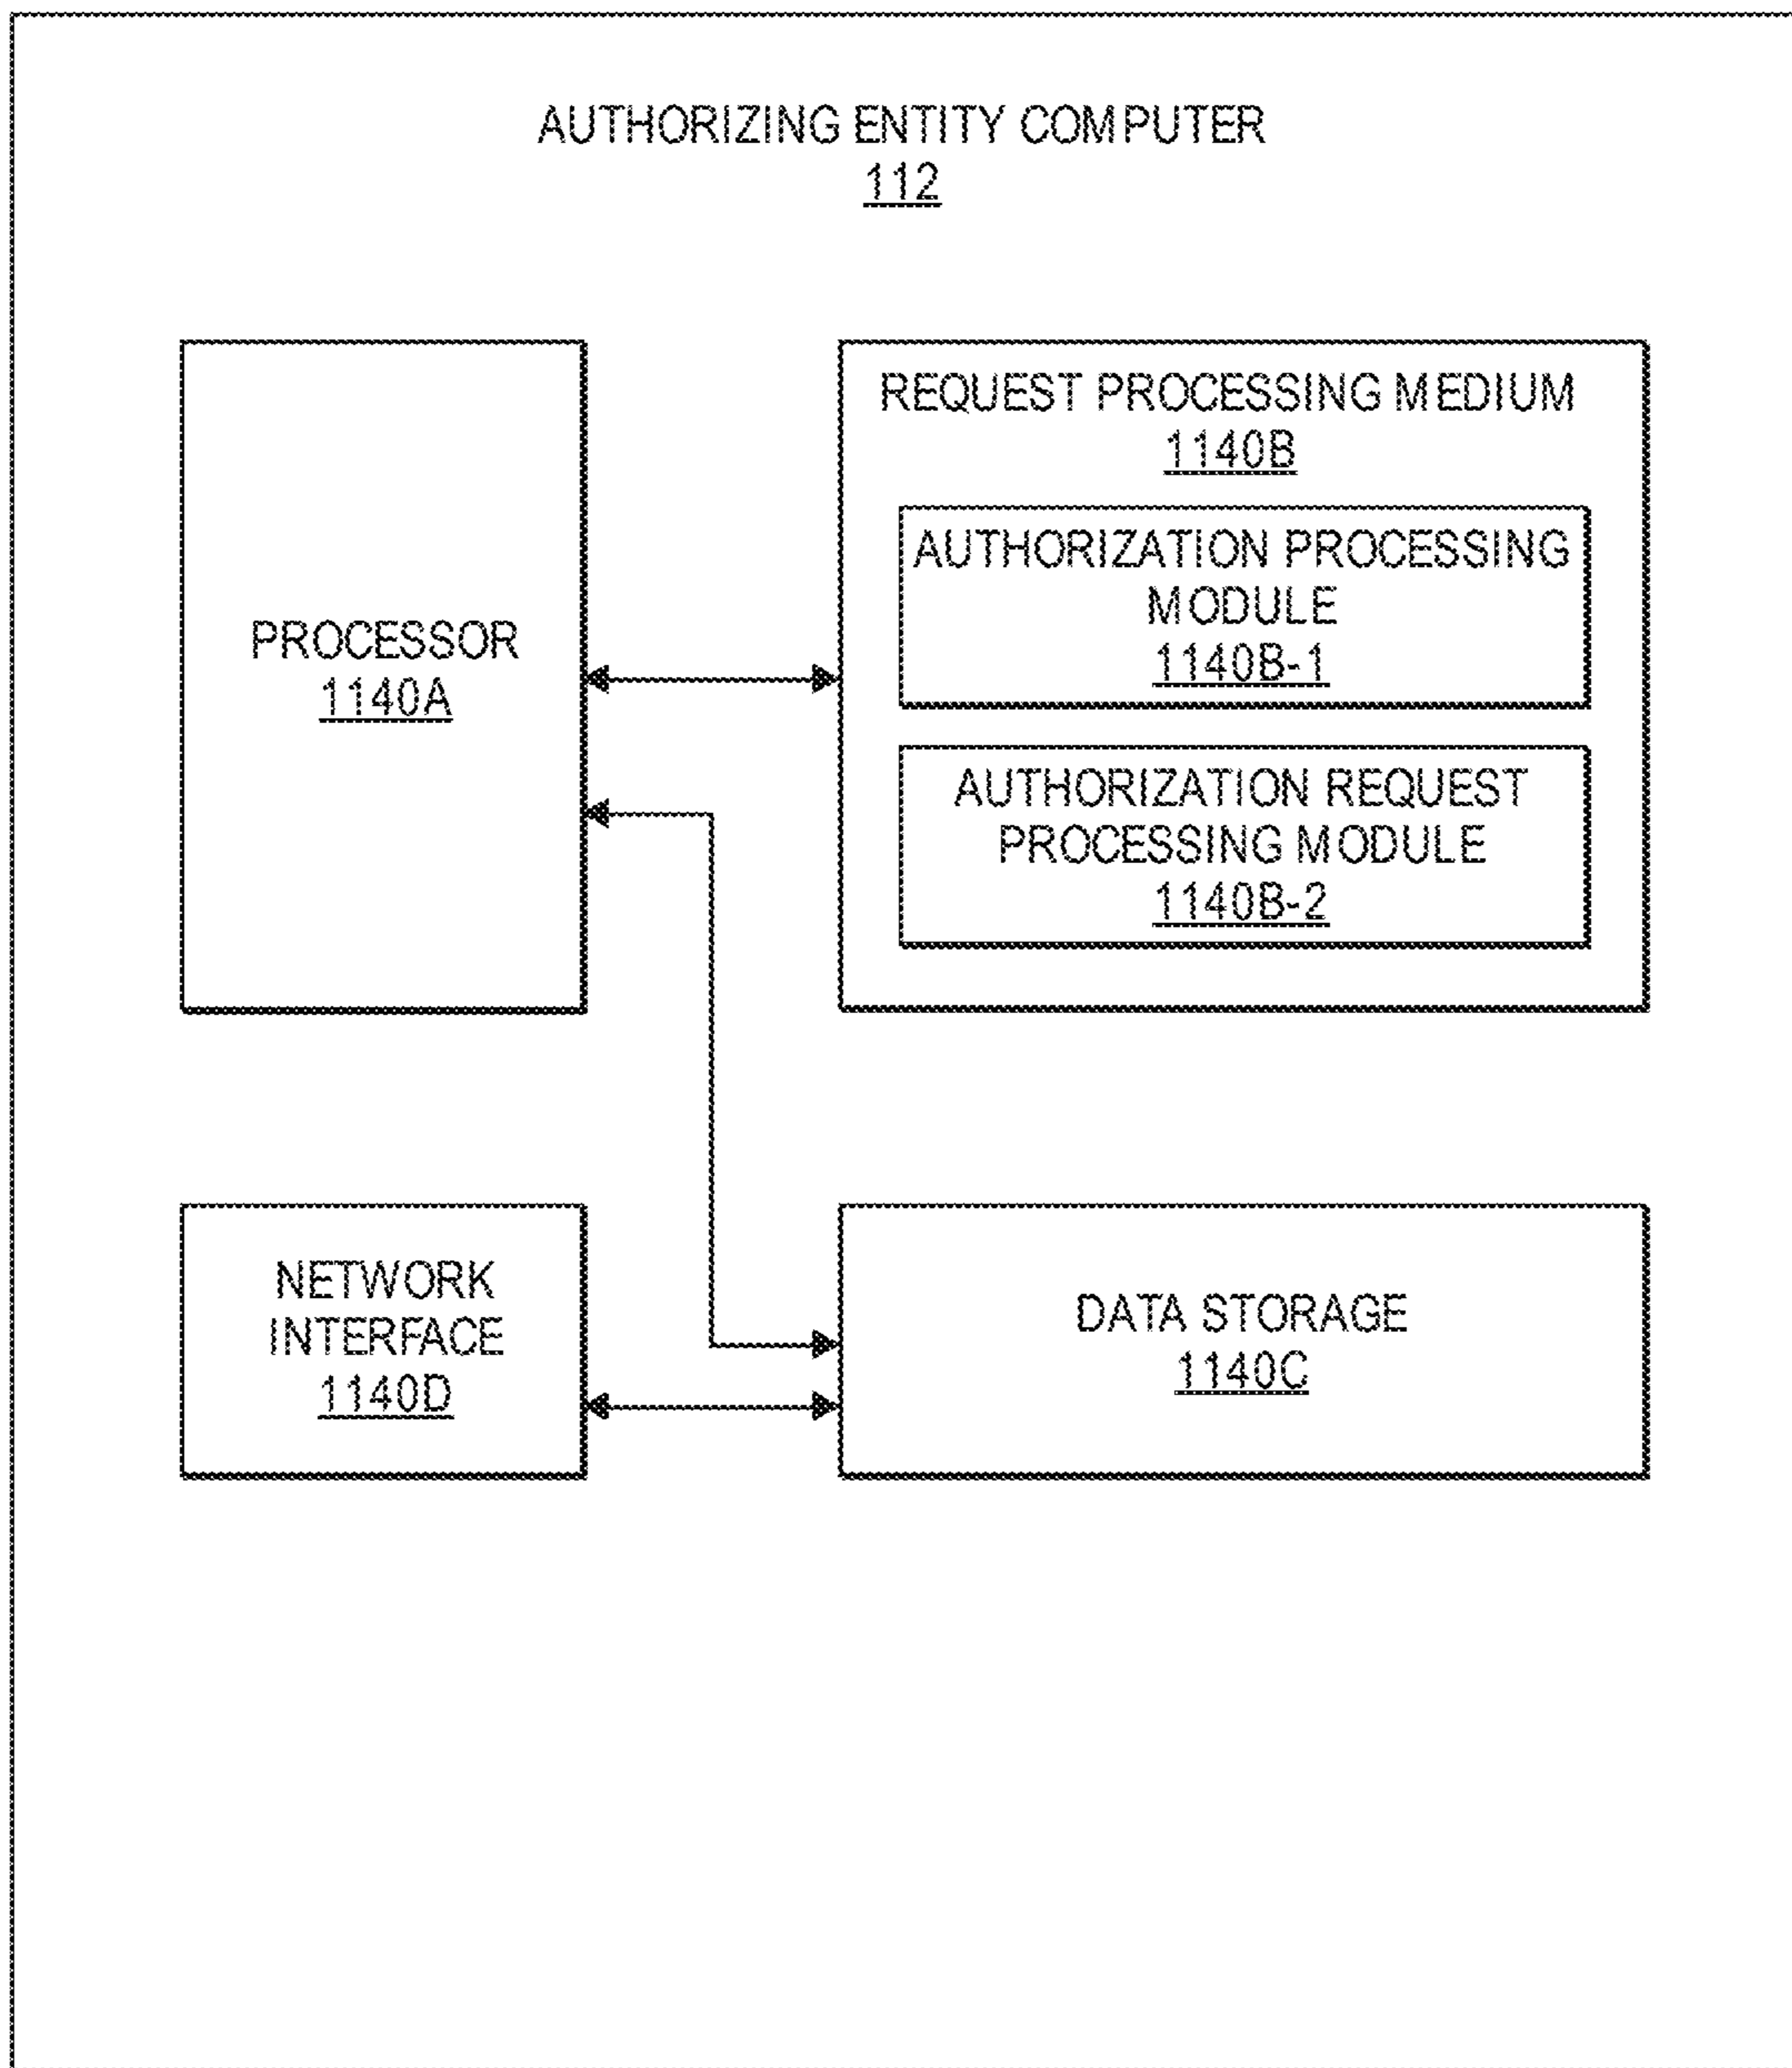 AUTHORIZING ENTITY COMPUTER
112
PROCESSOR
1140A
REQUEST PROCESSING MEDIUM
1140B
AUTHORIZATION PROCESSING
MODULE
1140B-1
AUTHORIZATION REQUEST
PROCESSING MODULE
1140B-2
NETWORK
INTERFACE
1140D
DATA STORAGE
1140C